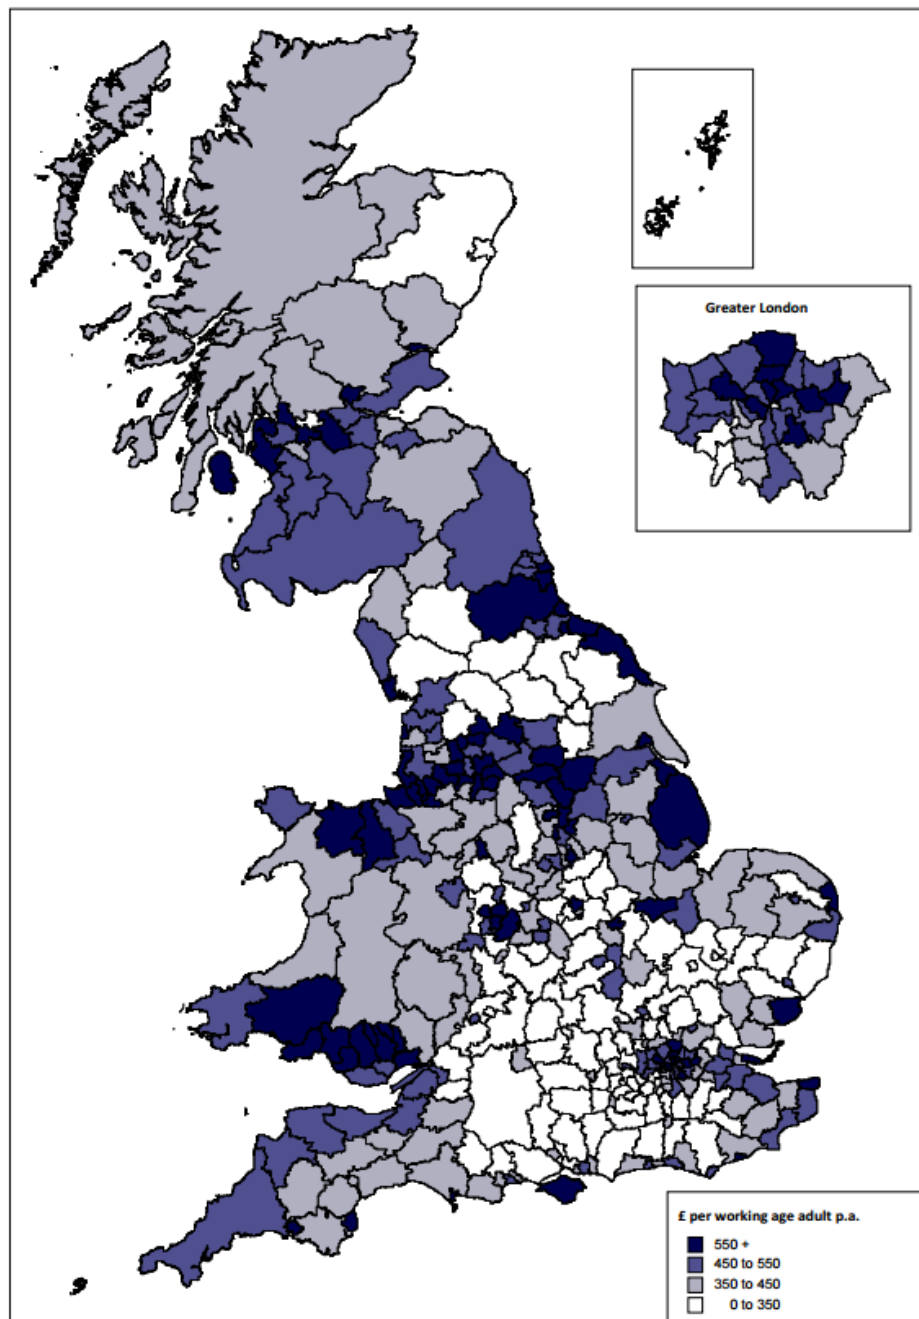 Greater London
£ per working age adult p.a.
550 +
450 to 550
350 to 450
0 to 350